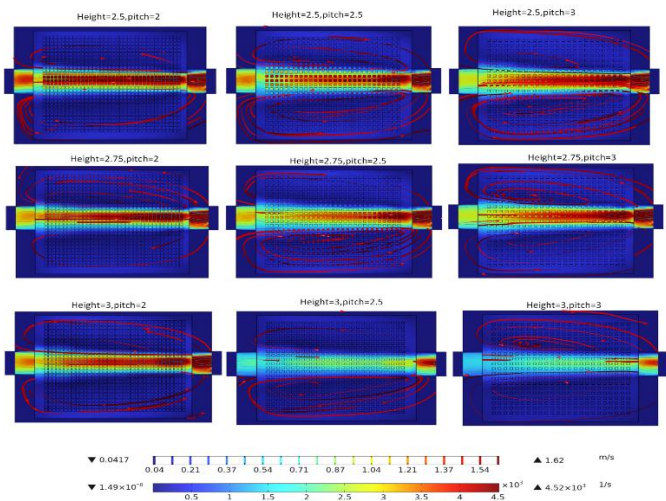 Height=2.5,pitch=2
Height=2.5,pitch=2.5
Height=2.5,pitch=3
Height=2.75,pitch=2
Height=2.75,pitch=2.5
Height=2.75,pitch=3
Height=3,pitch=2
Height=3,pitch=2.5
Height=3,pitch=3
▼ 0.0417 ▲ 1.62 m/s
0.04 0.21 0.37 0.54 0.71 0.87 1.04 1.21 1.37 1.54
▼ 1.49×10⁻⁶ ×10³ ▲ 4.52×10³ 1/s
0.5 1 1.5 2 2.5 3 3.5 4 4.5